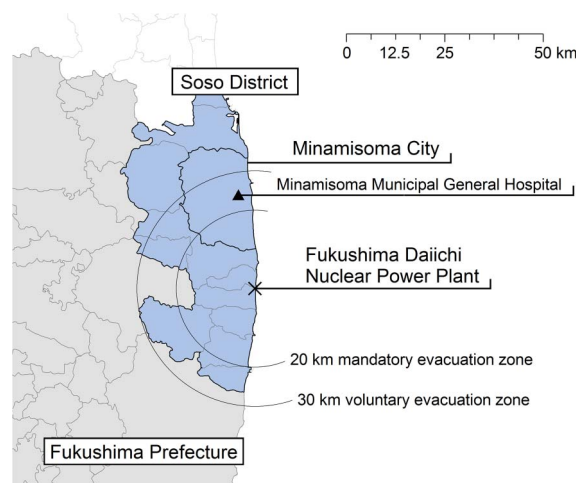 0 12.5 25 50 km
Soso District
Minamisoma City
Minamisoma Municipal General Hospital
Fukushima Daiichi
Nuclear Power Plant
20 km mandatory evacuation zone
30 km voluntary evacuation zone
Fukushima Prefecture